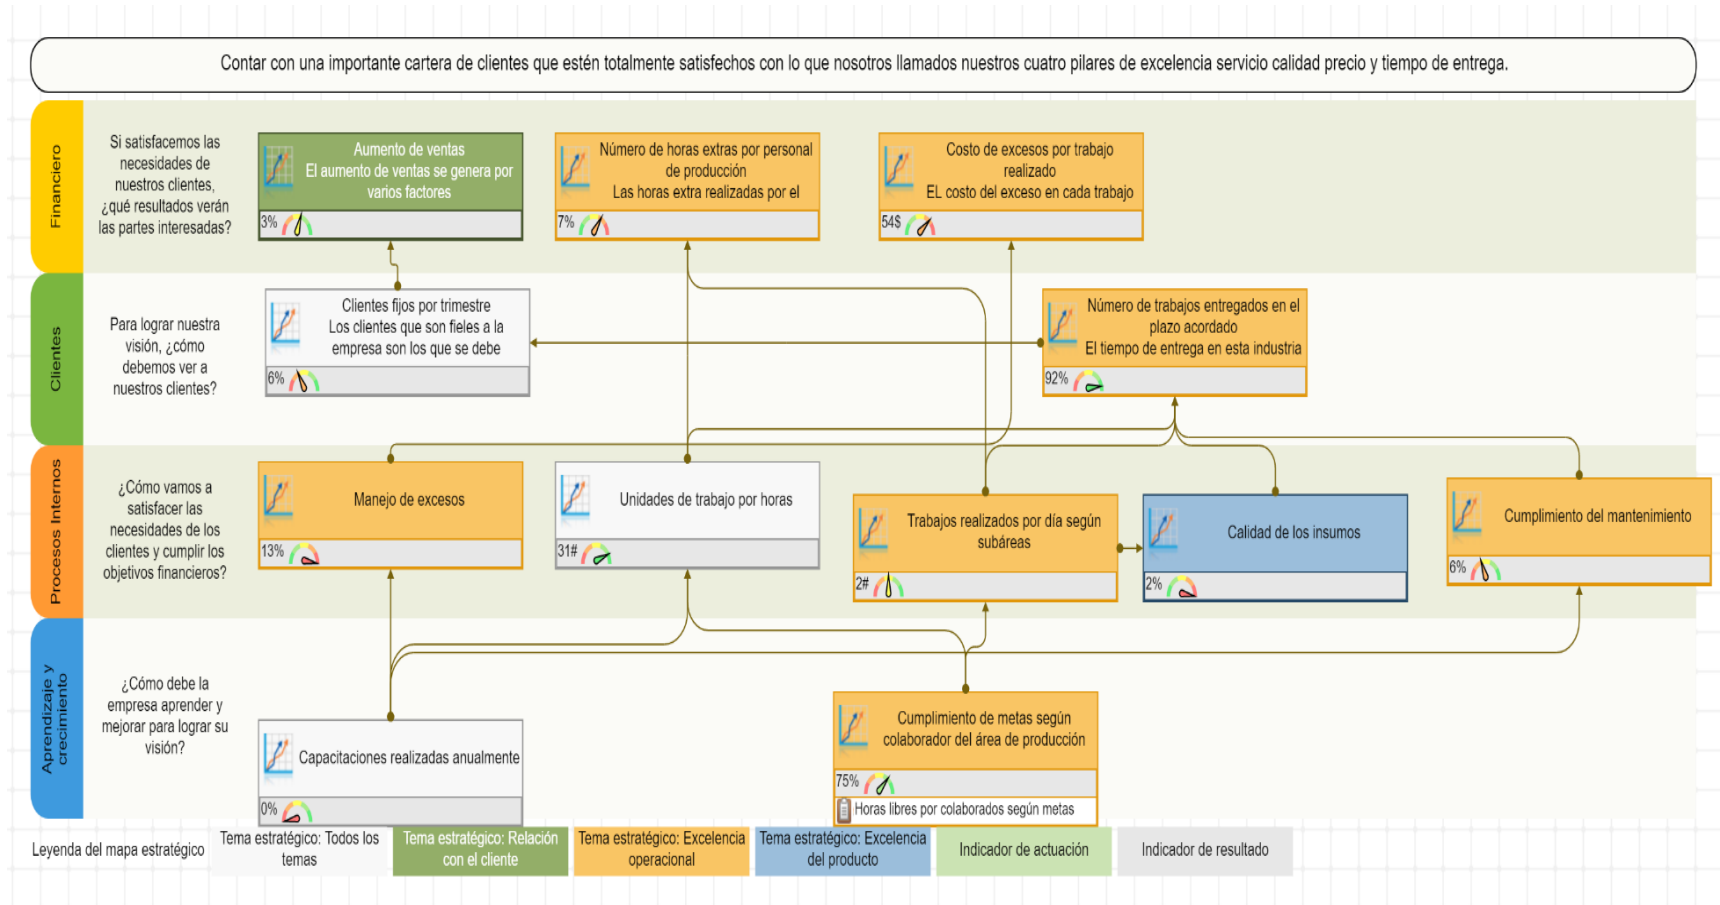 Contar con una importante cartera de clientes que estén totalmente satisfechos con lo que nosotros llamados nuestros cuatro pilares de excelencia servicio calidad precio y tiempo de entrega.
Financiero
Si satisfacemos las
necesidades de
nuestros clientes,
¿qué resultados verán
las partes interesadas?
Aumento de ventas
El aumento de ventas se genera por
varios factores
3%
Número de horas extras por personal
de producción
Las horas extra realizadas por el
7%
Costo de excesos por trabajo
realizado
EL costo del exceso en cada trabajo
54$
Clientes
Para lograr nuestra
visión, ¿cómo
debemos ver a
nuestros clientes?
Clientes fijos por trimestre
Los clientes que son fieles a la
empresa son los que se debe
6%
Número de trabajos entregados en el
plazo acordado
El tiempo de entrega en esta industria
92%
Procesos Internos
¿Cómo vamos a
satisfacer las
necesidades de los
clientes y cumplir los
objetivos financieros?
Manejo de excesos
13%
Unidades de trabajo por horas
31#
Trabajos realizados por día según
subáreas
2#
Calidad de los insumos
2%
Cumplimiento del mantenimiento
6%
Aprendizaje y
crecimiento
¿Cómo debe la
empresa aprender y
mejorar para lograr su
visión?
Capacitaciones realizadas anualmente
0%
Cumplimiento de metas según
colaborador del área de producción
75%
Horas libres por colaborados según metas
Leyenda del mapa estratégico
Tema estratégico: Todos los
temas
Tema estratégico: Relación
con el cliente
Tema estratégico: Excelencia
operacional
Tema estratégico: Excelencia
del producto
Indicador de actuación
Indicador de resultado